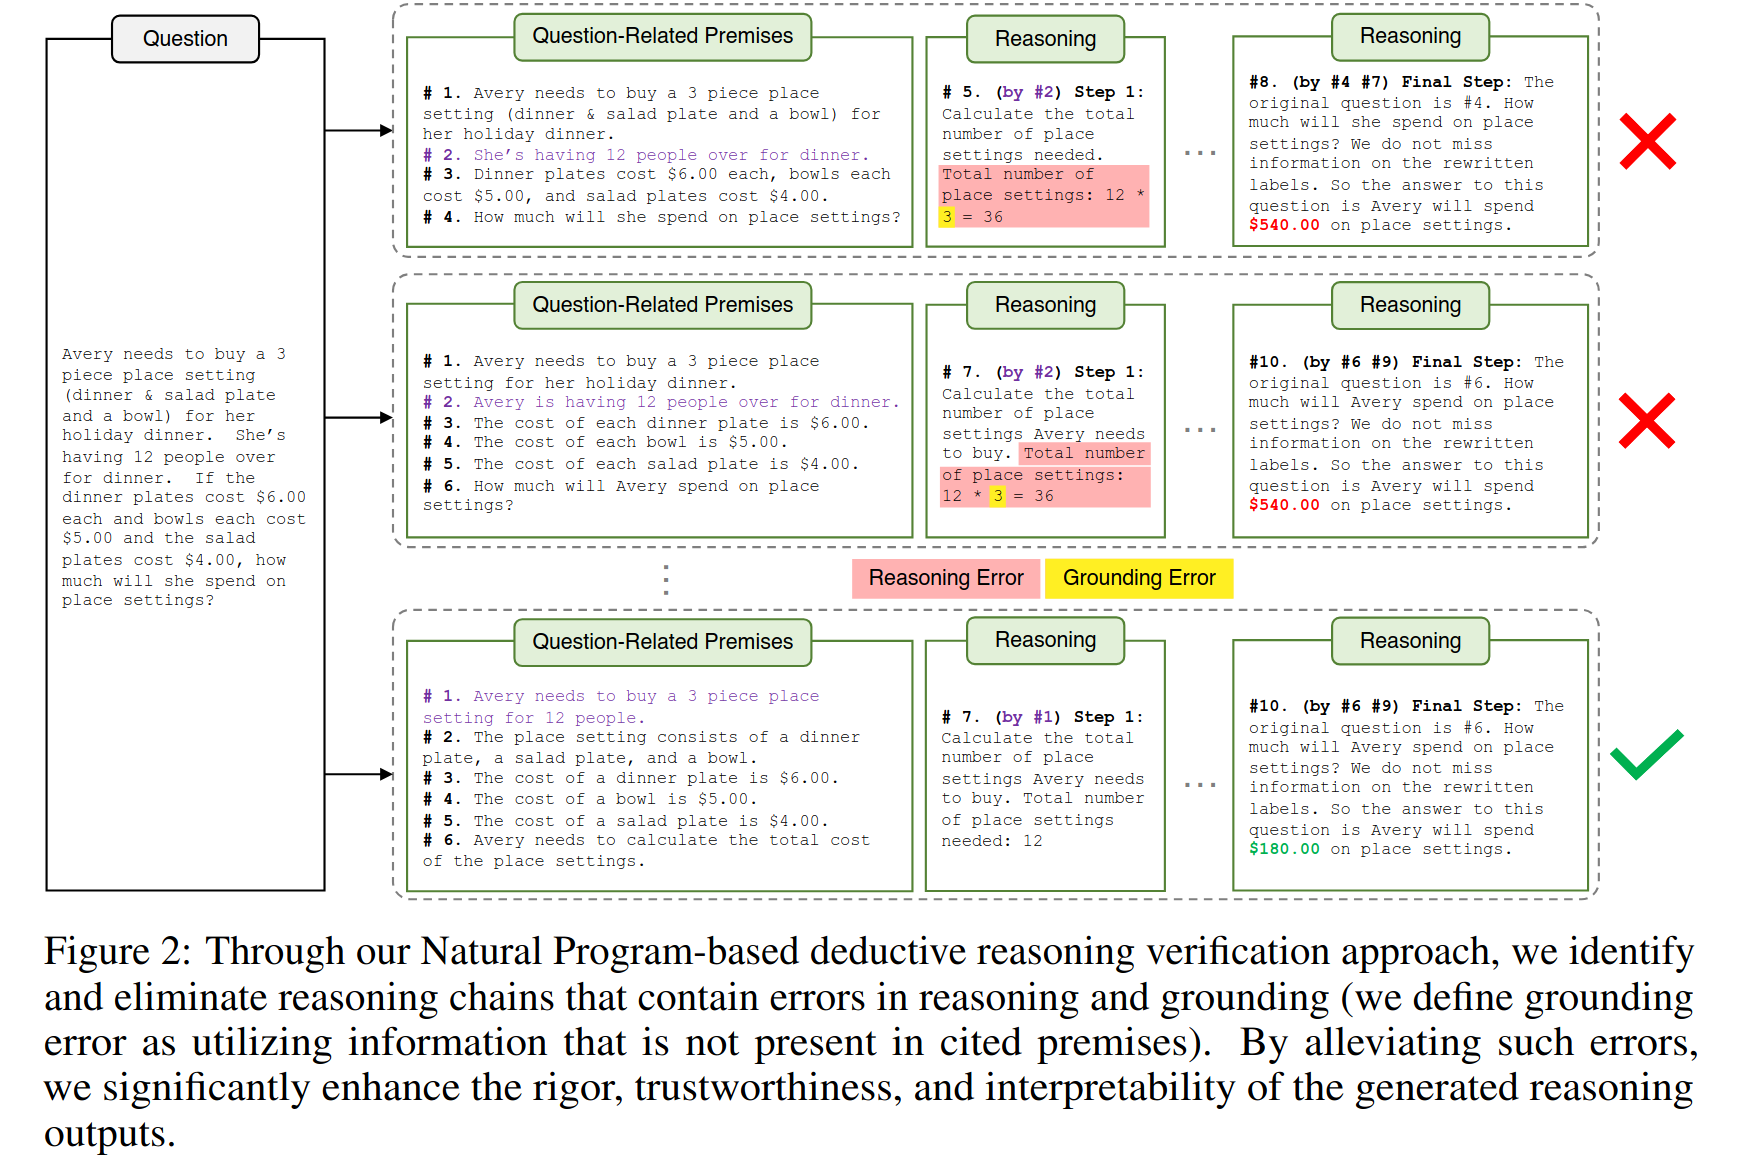 Question
Avery needs to buy a 3
piece place setting
(dinner & salad plate
and a bowl) for her
holiday dinner. She's
having 12 people over
for dinner. If the
dinner plates cost $6.00
each and bowls each cost
$5.00 and the salad
plates cost $4.00, how
much will she spend on
place settings?
Question-Related Premises
# 1. Avery needs to buy a 3 piece place
setting (dinner & salad plate and a bowl) for
her holiday dinner.
# 2. She's having 12 people over for dinner.
# 3. Dinner plates cost $6.00 each, bowls each
cost $5.00, and salad plates cost $4.00.
# 4. How much will she spend on place settings?
Reasoning
# 5. (by #2) Step 1:
Calculate the total
number of place
settings needed.
Total number of
place settings: 12 *
3 = 36
...
Reasoning
#8. (by #4 #7) Final Step: The
original question is #4. How
much will she spend on place
settings? We do not miss
information on the rewritten
labels. So the answer to this
question is Avery will spend
$540.00 on place settings.
Question-Related Premises
# 1. Avery needs to buy a 3 piece place
setting for her holiday dinner.
# 2. Avery is having 12 people over for dinner.
# 3. The cost of each dinner plate is $6.00.
# 4. The cost of each bowl is $5.00.
# 5. The cost of each salad plate is $4.00.
# 6. How much will Avery spend on place
settings?
Reasoning
# 7. (by #2) Step 1:
Calculate the total
number of place
settings Avery needs
to buy. Total number
of place settings:
12 * 3 = 36
...
Reasoning
#10. (by #6 #9) Final Step: The
original question is #6. How
much will Avery spend on place
settings? We do not miss
information on the rewritten
labels. So the answer to this
question is Avery will spend
$540.00 on place settings.
Reasoning Error
Grounding Error
Question-Related Premises
# 1. Avery needs to buy a 3 piece place
setting for 12 people.
# 2. The place setting consists of a dinner
plate, a salad plate, and a bowl.
# 3. The cost of a dinner plate is $6.00.
# 4. The cost of a bowl is $5.00.
# 5. The cost of a salad plate is $4.00.
# 6. Avery needs to calculate the total cost
of the place settings.
Reasoning
# 7. (by #1) Step 1:
Calculate the total
number of place
settings Avery needs
to buy. Total number
of place settings
needed: 12
...
Reasoning
#10. (by #6 #9) Final Step: The
original question is #6. How
much will Avery spend on place
settings? We do not miss
information on the rewritten
labels. So the answer to this
question is Avery will spend
$180.00 on place settings.
Figure 2: Through our Natural Program-based deductive reasoning verification approach, we identify
and eliminate reasoning chains that contain errors in reasoning and grounding (we define grounding
error as utilizing information that is not present in cited premises). By alleviating such errors,
we significantly enhance the rigor, trustworthiness, and interpretability of the generated reasoning
outputs.